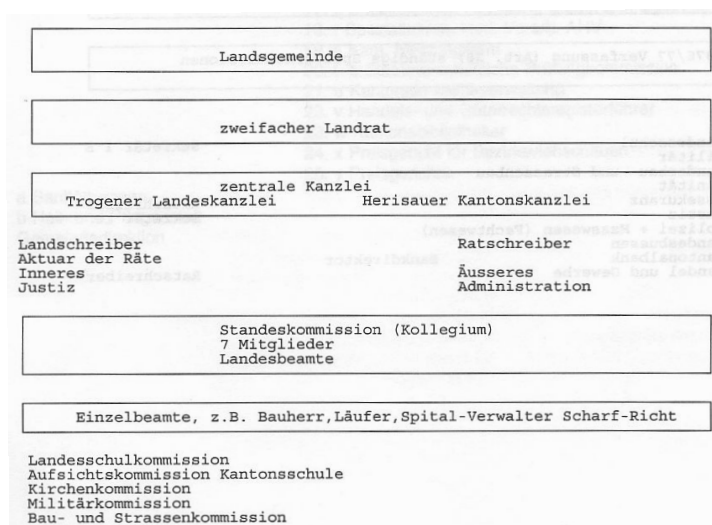 Landsgemeinde
zweifacher Landrat
zentrale Kanzlei
Trogener Landeskanzlei Herisauer Kantonskanzlei
Landschreiber Ratschreiber
Aktuar der Räte
Inneres Äusseres
Justiz Administration
Standeskommission (Kollegium)
7 Mitglieder
Landesbeamte
Einzelbeamte, z.B. Bauherr,Läufer,Spital-Verwalter Scharf-Richt
Landesschulkommission
Aufsichtskommission Kantonsschule
Kirchenkommission
Militärkommission
Bau- und Strassenkommission